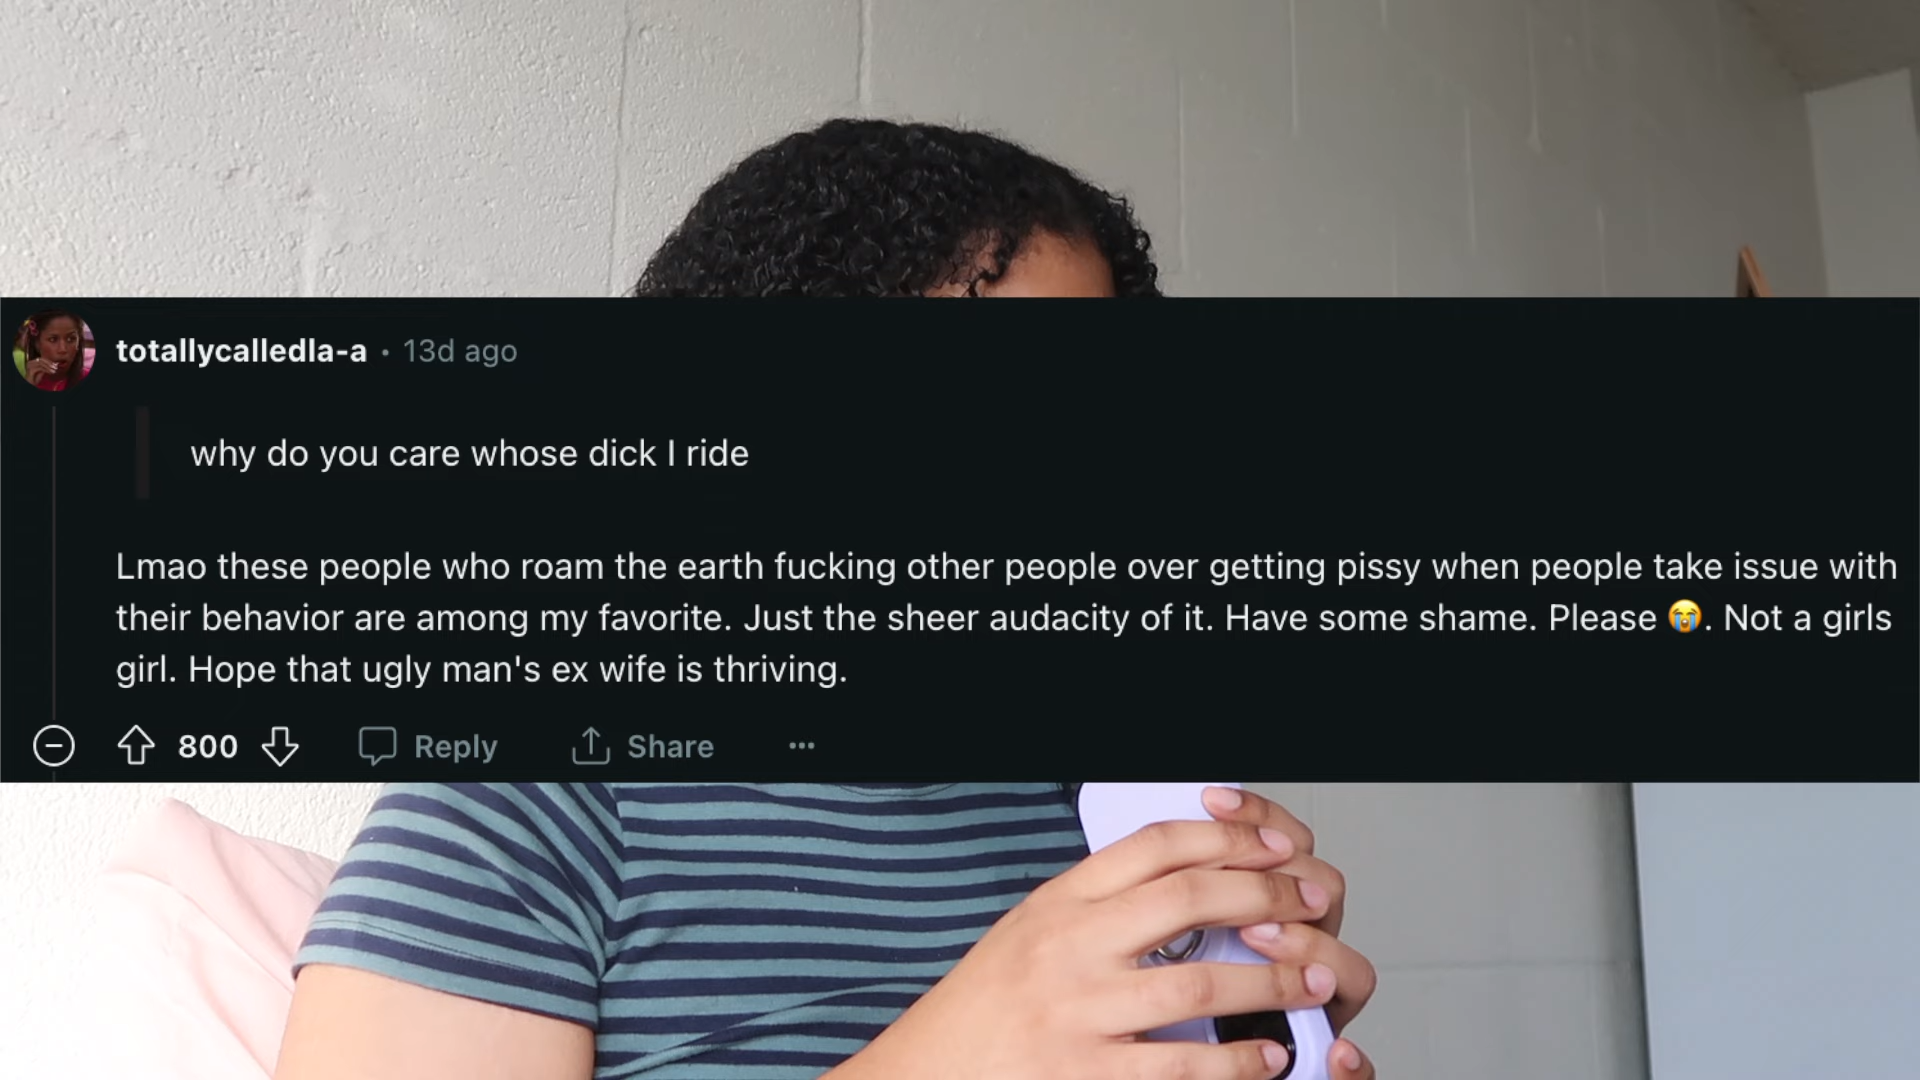 totallycalledla-a · 13d ago
why do you care whose dick I ride
Lmao these people who roam the earth fucking other people over getting pissy when people take issue with
their behavior are among my favorite. Just the sheer audacity of it. Have some shame. Please 😭. Not a girls
girl. Hope that ugly man's ex wife is thriving.
800 Reply Share ···